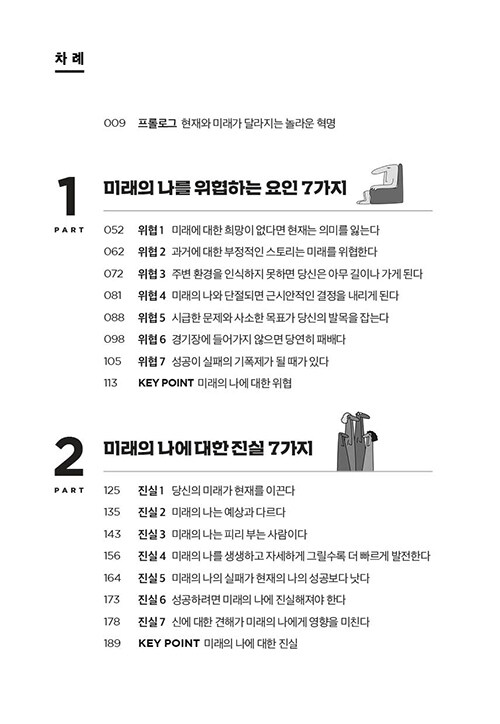 차례
009 프롤로그 현재와 미래가 달라지는 놀라운 혁명
1
PART
미래의 나를 위협하는 요인 7가지
052 위협 1 미래에 대한 희망이 없다면 현재는 의미를 잃는다
062 위협 2 과거에 대한 부정적인 스토리는 미래를 위협한다
072 위협 3 주변 환경을 인식하지 못하면 당신은 아무 길이나 가게 된다
081 위협 4 미래의 나와 단절되면 근시안적인 결정을 내리게 된다
088 위협 5 시급한 문제와 사소한 목표가 당신의 발목을 잡는다
098 위협 6 경기장에 들어가지 않으면 당연히 패배다
105 위협 7 성공이 실패의 기폭제가 될 때가 있다
113 KEY POINT 미래의 나에 대한 위협
2
PART
미래의 나에 대한 진실 7가지
125 진실 1 당신의 미래가 현재를 이끈다
135 진실 2 미래의 나는 예상과 다르다
143 진실 3 미래의 나는 피리 부는 사람이다
156 진실 4 미래의 나를 생생하고 자세하게 그릴수록 더 빠르게 발전한다
164 진실 5 미래의 나의 실패가 현재의 나의 성공보다 낫다
173 진실 6 성공하려면 미래의 나에 진실해져야 한다
178 진실 7 신에 대한 견해가 미래의 나에게 영향을 미친다
189 KEY POINT 미래의 나에 대한 진실